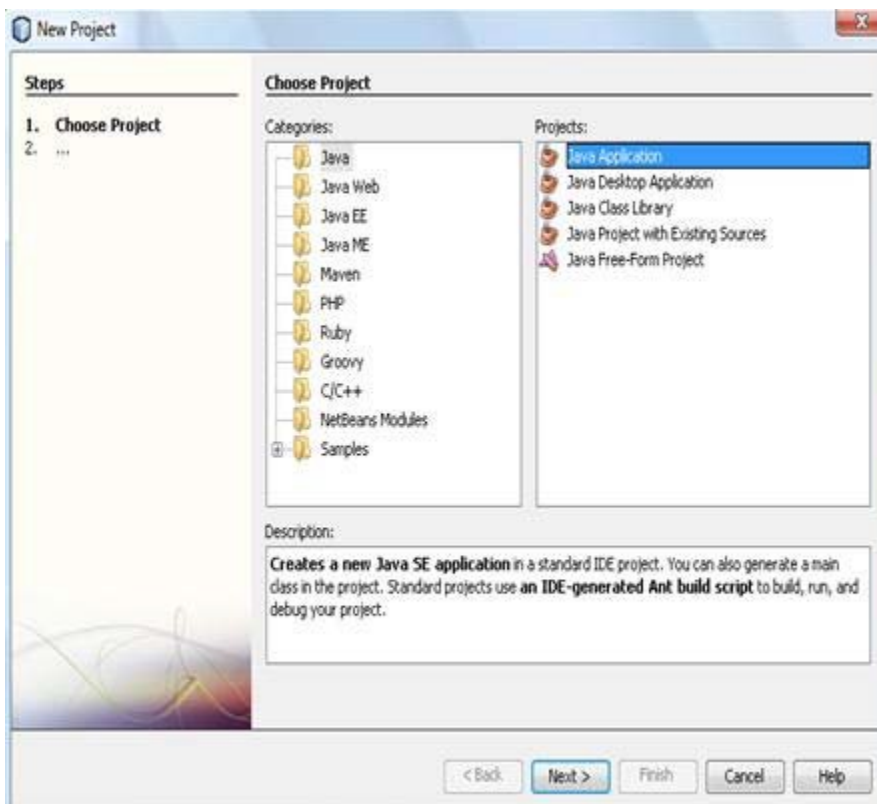 New Project
Steps
1. Choose Project
2. ...
Choose Project
Categories:
Java
Java Web
Java EE
Java ME
Maven
PHP
Ruby
Groovy
C/C++
NetBeans Modules
Samples
Projects:
Java Application
Java Desktop Application
Java Class Library
Java Project with Existing Sources
Java Free-Form Project
Description:
Creates a new Java SE application in a standard IDE project. You can also generate a main
class in the project. Standard projects use an IDE-generated Ant build script to build, run, and
debug your project.
< Back
Next >
Finish
Cancel
Help